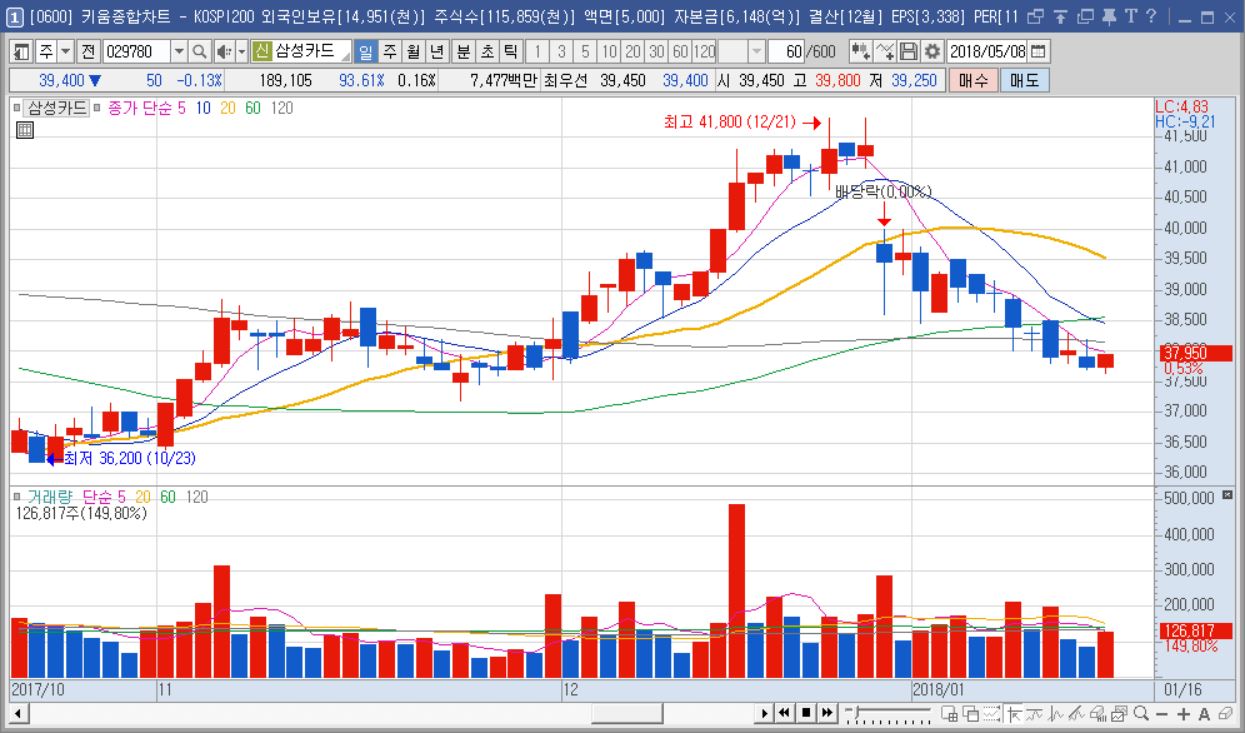 1 [0600] 키움종합차트 - KOSPI200 외국인보유[14,951(천)] 주식수[115,859(천)] 액면[5,000] 자본금[6,148(억)] 결산[12월] EPS[3,338] PER[11 T ?
주 전 029780 신 삼성카드 일 주 월 년 분 초 틱 1 3 5 10 20 30 60 120 60 /600 2018/05/08
39,400 ▼ 50 -0.13% 189,105 93.61% 0.16% 7,477백만 최우선 39,450 39,400 시 39,450 고 39,800 저 39,250 매수 매도
삼성카드 종가 단순 5 10 20 60 120
LC:4.83
HC:-9.21
최고 41,800 (12/21) →
41,500
41,000
배당락(0.00%)
40,500
40,000
39,500
39,000
38,500
37,950
0.53%
37,500
37,000
36,500
←최저 36,200 (10/23)
36,000
거래량 단순 5 20 60 120
126,817주(149.80%)
500,000
400,000
300,000
200,000
126,817
149.80%
2017/10 11 12 2018/01 01/16
A